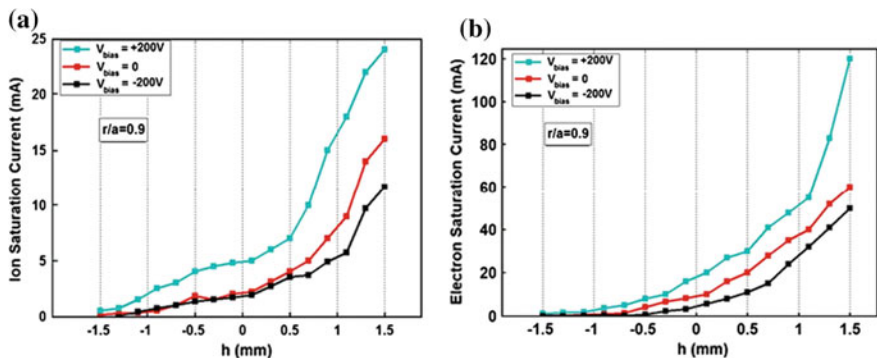 (a)
25
20
15
10
5
0
Ion Saturation Current (mA)
V_bias = +200V
V_bias = 0
V_bias = -200V
r/a=0.9
-1.5 -1 -0.5 0 0.5 1 1.5
h (mm)
(b)
120
100
80
60
40
20
0
Electron Saturation Current (mA)
V_bias = +200V
V_bias = 0
V_bias = -200V
r/a=0.9
-1.5 -1 -0.5 0 0.5 1 1.5
h (mm)